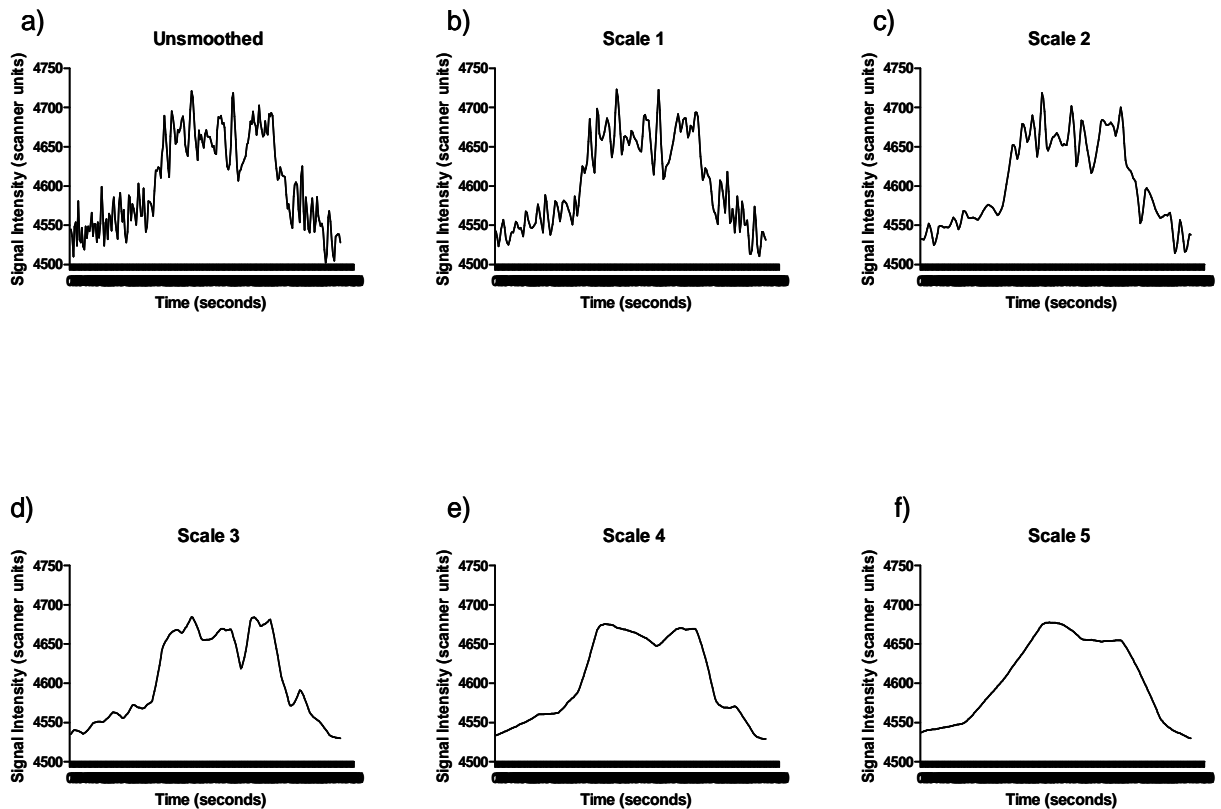 a)
Unsmoothed
Signal Intensity (scanner units)
4750
4700
4650
4600
4550
4500
Time (seconds)
b)
Scale 1
Signal Intensity (scanner units)
4750
4700
4650
4600
4550
4500
Time (seconds)
c)
Scale 2
Signal Intensity (scanner units)
4750
4700
4650
4600
4550
4500
Time (seconds)
d)
Scale 3
Signal Intensity (scanner units)
4750
4700
4650
4600
4550
4500
Time (seconds)
e)
Scale 4
Signal Intensity (scanner units)
4750
4700
4650
4600
4550
4500
Time (seconds)
f)
Scale 5
Signal Intensity (scanner units)
4750
4700
4650
4600
4550
4500
Time (seconds)